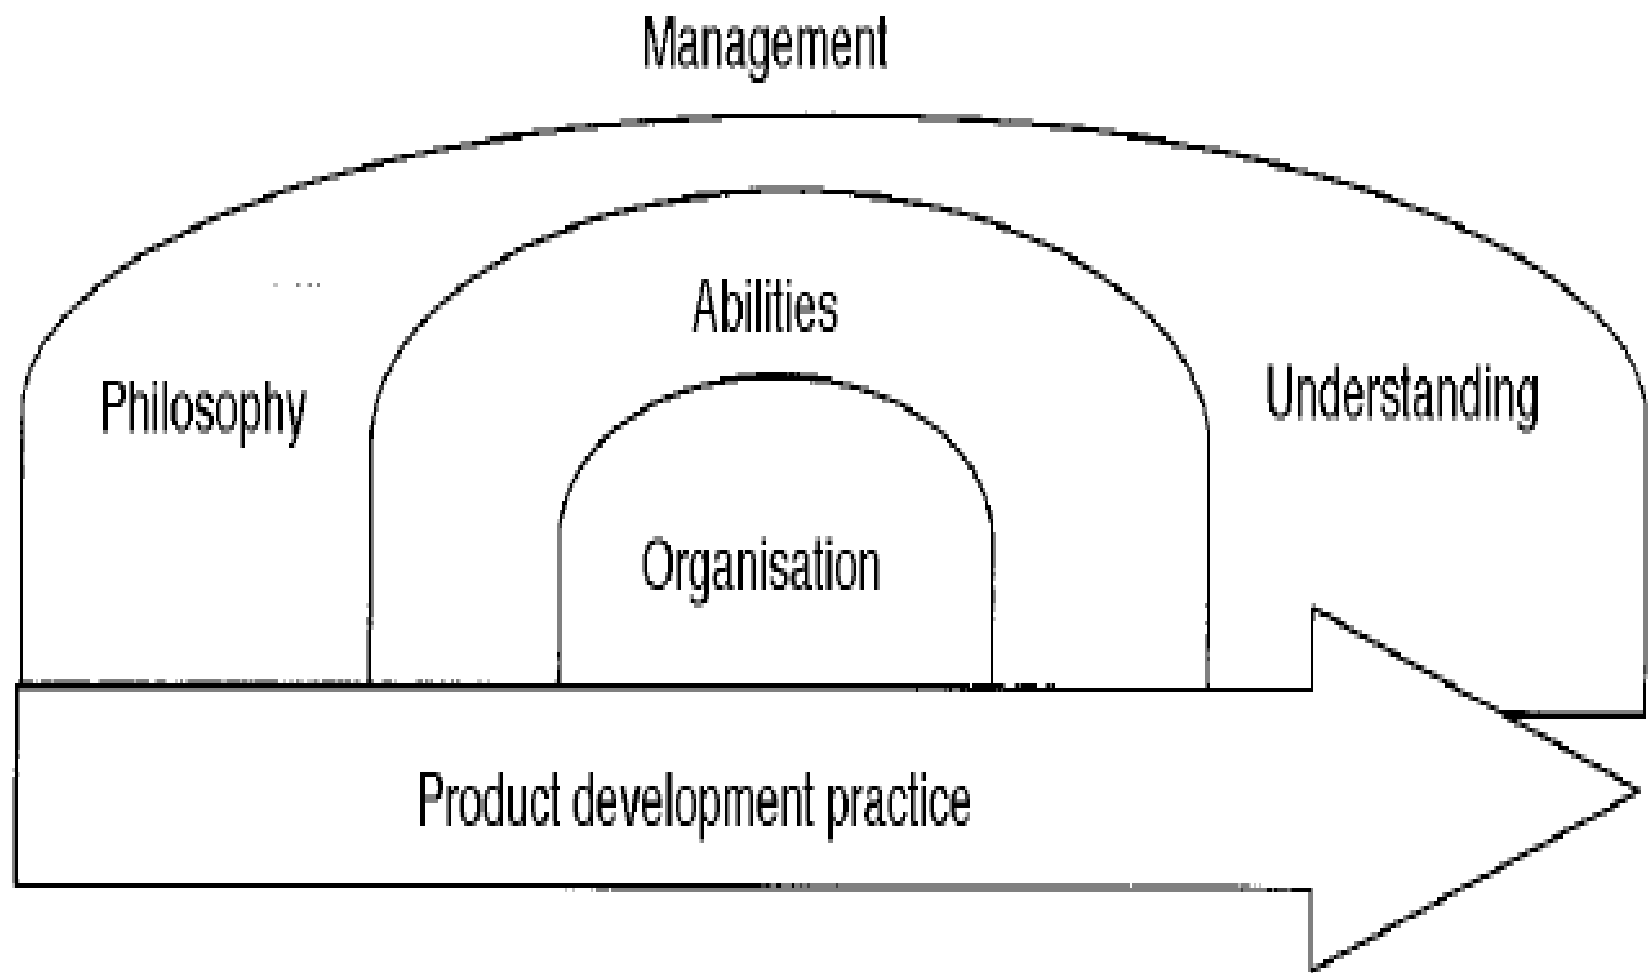 Management
Abilities
Philosophy
Understanding
Organisation
Product development practice